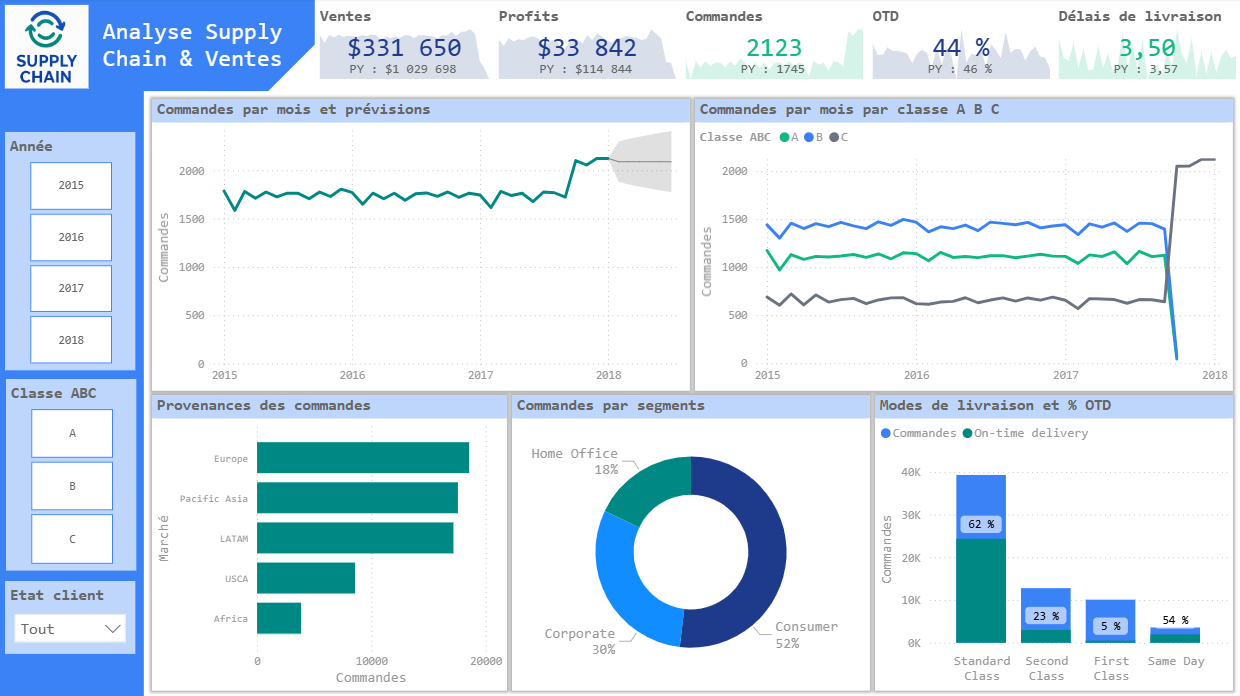 SUPPLY
CHAIN
Analyse Supply
Chain & Ventes
Ventes
$331 650
PY : $1 029 698
Profits
$33 842
PY : $114 844
Commandes
2123
PY : 1745
OTD
44 %
PY : 46 %
Délais de livraison
3,50
PY : 3,57
Année
2015
2016
2017
2018
Classe ABC
A
B
C
Etat client
Tout
Commandes par mois et prévisions
Commandes
2000
1500
1000
500
0
2015
2016
2017
2018
Commandes par mois par classe A B C
Classe ABC A B C
Commandes
2000
1500
1000
500
0
2015
2016
2017
2018
Provenances des commandes
Marché
Europe
Pacific Asia
LATAM
USCA
Africa
0
10000
20000
Commandes
Commandes par segments
Home Office
18%
Corporate
30%
Consumer
52%
Modes de livraison et % OTD
Commandes On-time delivery
Commandes
40K
30K
20K
10K
0K
62 %
23 %
5 %
54 %
Standard
Class
Second
Class
First
Class
Same Day